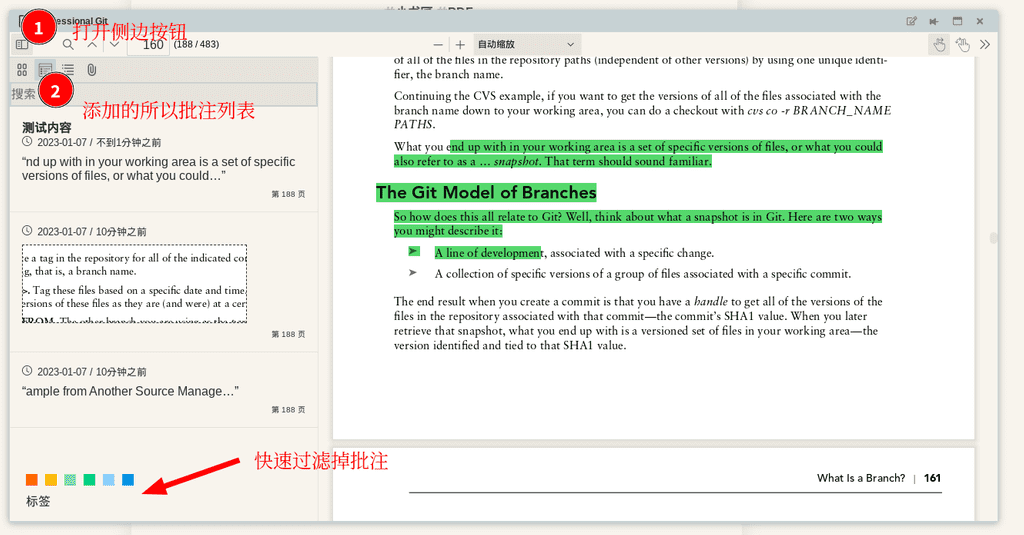 #小书匠 #PDF
essional Git
1 打开侧边按钮
160 (188 / 483)
自动缩放
搜索
2
添加的所以批注列表
测试内容
2023-01-07 / 不到1分钟之前
“nd up with in your working area is a set of specific
versions of files, or what you could…”
第 188 页
2023-01-07 / 10分钟之前
e a tag in the repository for all of the indicated co
g, that is, a branch name.
>. Tag these files based on a specific date and time
ersions of these files as they are (and were) at a cer
FROM. The other branch you are using as the
第 188 页
2023-01-07 / 10分钟之前
“ample from Another Source Manage…”
第 188 页
快速过滤掉批注
标签
of all of the files in the repository paths (independent of other versions) by using one unique identi-
fier, the branch name.
Continuing the CVS example, if you want to get the versions of all of the files associated with the
branch name down to your working area, you can do a checkout with cvs co -r BRANCH_NAME
PATHS.
What you end up with in your working area is a set of specific versions of files, or what you could
also refer to as a … snapshot. That term should sound familiar.
The Git Model of Branches
So how does this all relate to Git? Well, think about what a snapshot is in Git. Here are two ways
you might describe it:
➤ A line of development, associated with a specific change.
➤ A collection of specific versions of a group of files associated with a specific commit.
The end result when you create a commit is that you have a handle to get all of the versions of the
files in the repository associated with that commit—the commit’s SHA1 value. When you later
retrieve that snapshot, what you end up with is a versioned set of files in your working area—the
version identified and tied to that SHA1 value.
What Is a Branch? | 161